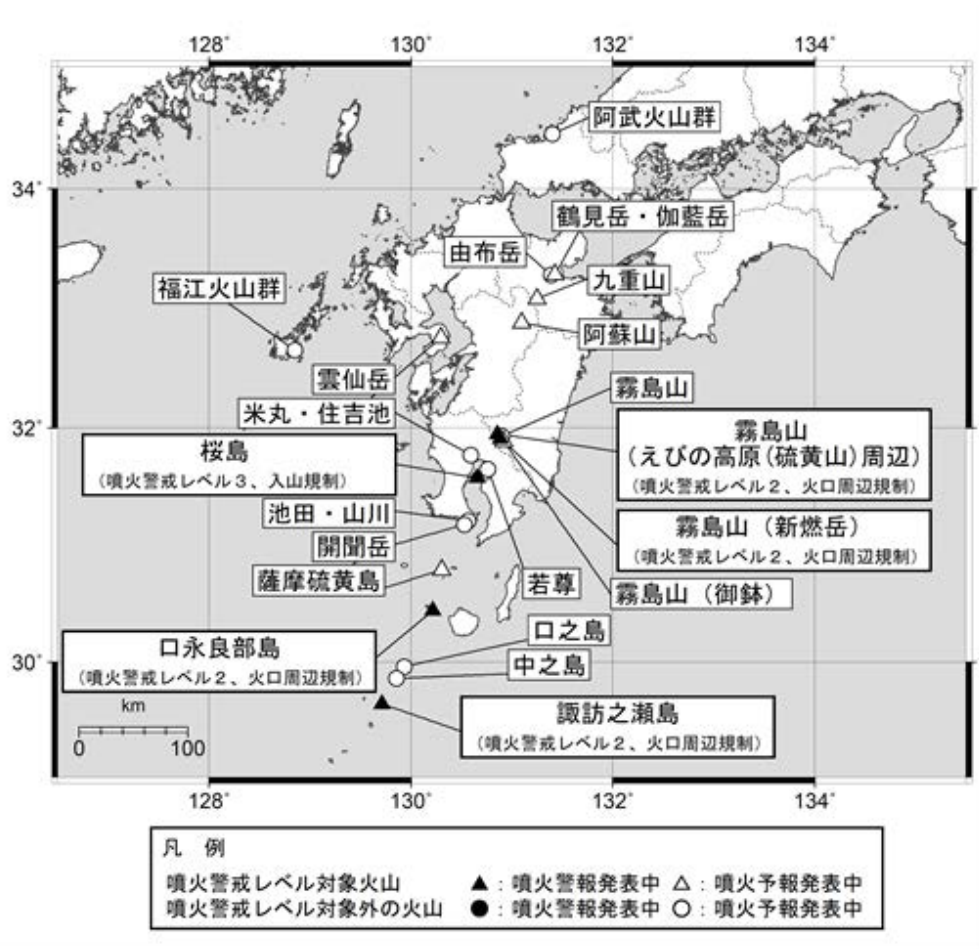 128°
130°
132°
134°
34°
32°
30°
34°
32°
30°
阿武火山群
鶴見岳・伽藍岳
由布岳
九重山
福江火山群
阿蘇山
雲仙岳
霧島山
米丸・住吉池
桜島
(噴火警戒レベル3、入山規制)
霧島山
(えびの高原(硫黄山)周辺)
(噴火警戒レベル2、火口周辺規制)
池田・山川
霧島山(新燃岳)
(噴火警戒レベル2、火口周辺規制)
開聞岳
薩摩硫黄島
若尊
霧島山(御鉢)
口之島
口永良部島
(噴火警戒レベル2、火口周辺規制)
中之島
諏訪之瀬島
(噴火警戒レベル2、火口周辺規制)
km
0 100
128°
130°
132°
134°
凡 例
噴火警戒レベル対象火山 ▲:噴火警報発表中 △:噴火予報発表中
噴火警戒レベル対象外の火山 ●:噴火警報発表中 ○:噴火予報発表中